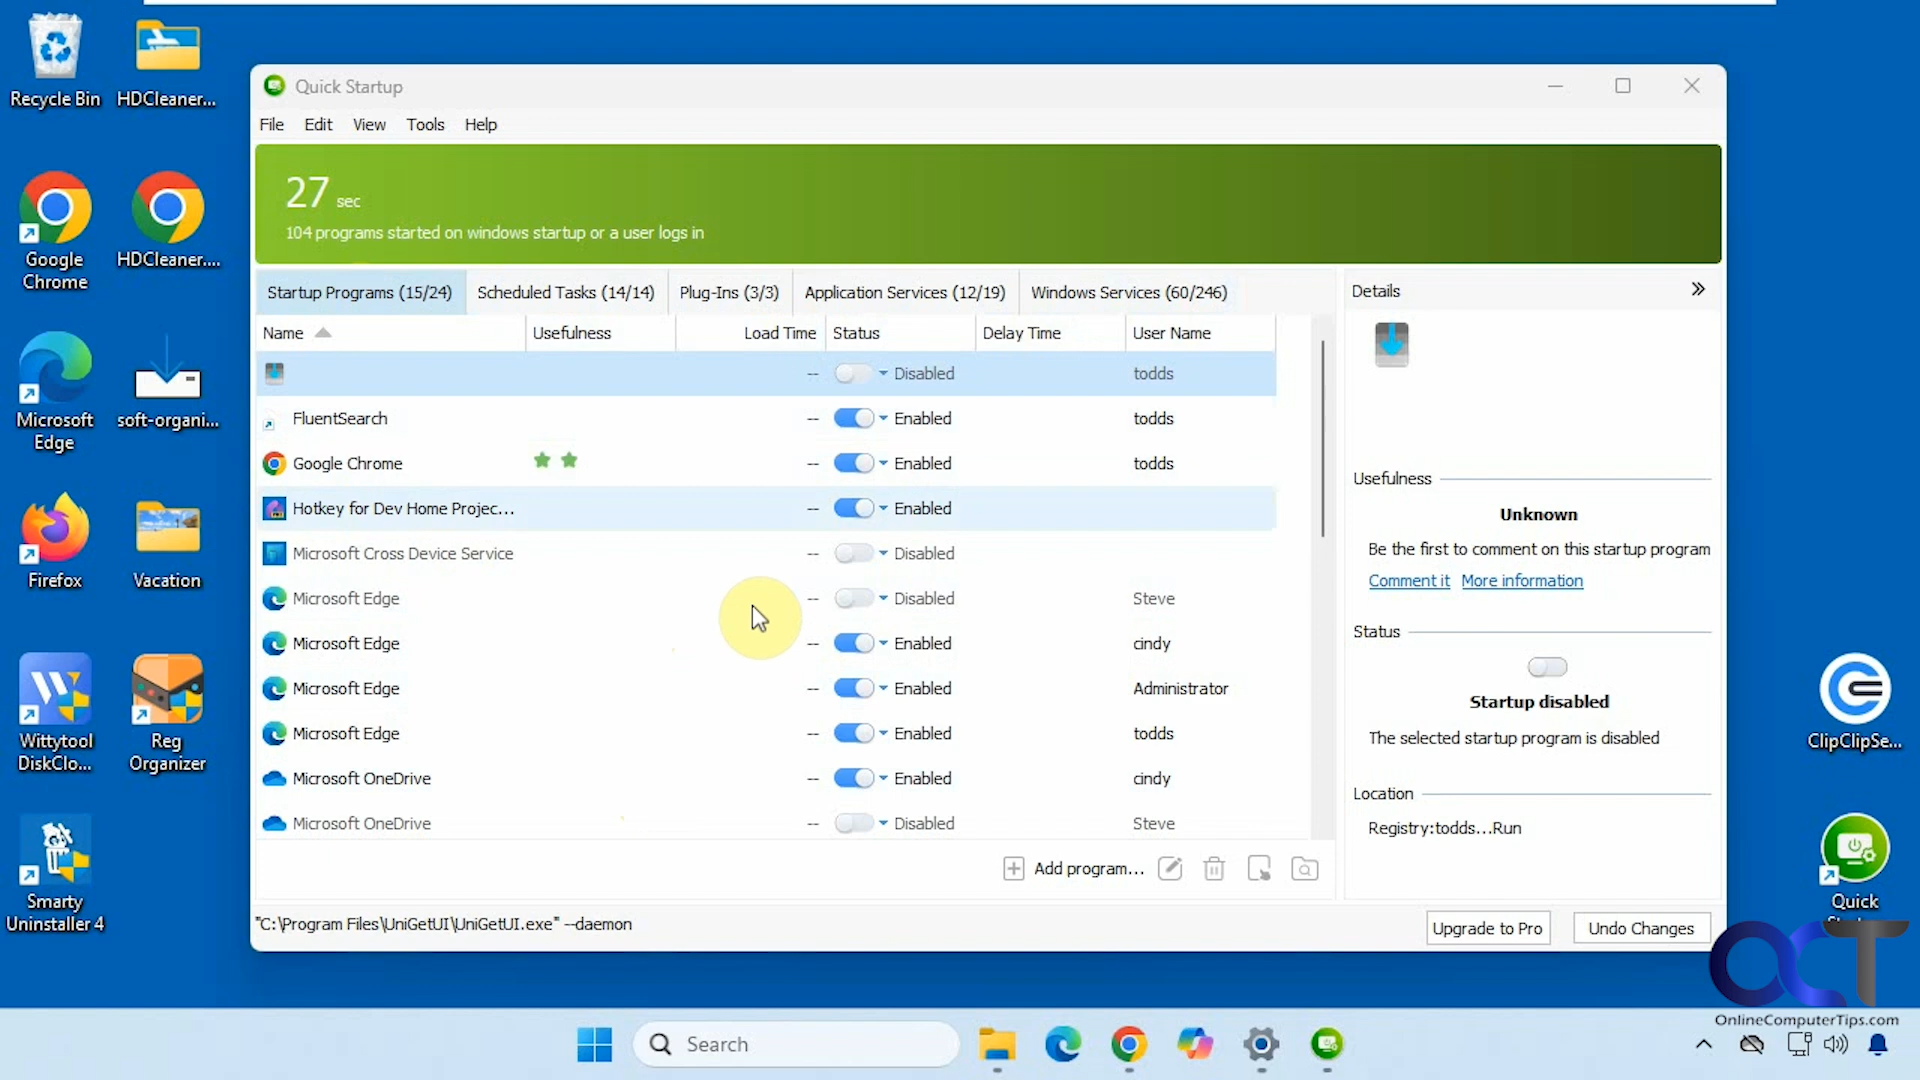 Recycle Bin
HDCleaner...
Google
Chrome
HDCleaner....
Microsoft
Edge
soft-organi...
Firefox
Vacation
Wittytool
DiskClo...
Reg
Organizer
Smarty
Uninstaller 4
Quick Startup
File Edit View Tools Help
27 sec
104 programs started on windows startup or a user logs in
Startup Programs (15/24) Scheduled Tasks (14/14) Plug-Ins (3/3) Application Services (12/19) Windows Services (60/246)
Name Usefulness Load Time Status Delay Time User Name
-- Disabled todds
FluentSearch -- Enabled todds
Google Chrome -- Enabled todds
Hotkey for Dev Home Projec... -- Enabled
Microsoft Cross Device Service -- Disabled
Microsoft Edge -- Disabled Steve
Microsoft Edge -- Enabled cindy
Microsoft Edge -- Enabled Administrator
Microsoft Edge -- Enabled todds
Microsoft OneDrive -- Enabled cindy
Microsoft OneDrive -- Disabled Steve
Add program...
Details
Usefulness
Unknown
Be the first to comment on this startup program
Comment it More information
Status
Startup disabled
The selected startup program is disabled
Location
Registry:todds...Run
"C:\Program Files\UniGetUI\UniGetUI.exe" --daemon
Upgrade to Pro Undo Changes
ClipClipSe...
Quick
OCT
OnlineComputerTips.com
Search